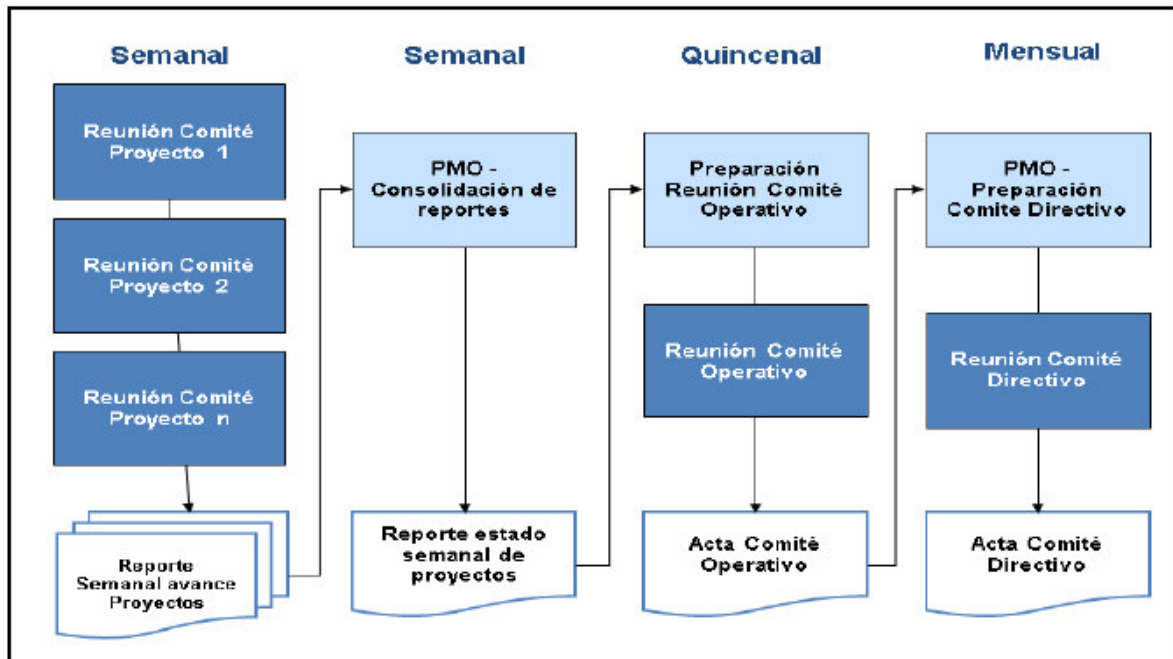 Semanal
Reunión Comité
Proyecto 1
Reunión Comité
Proyecto 2
Reunión Comité
Proyecto n
Reporte
Semanal avance
Proyectos
Semanal
PMO -
Consolidación de
reportes
Reporte estado
semanal de
proyectos
Quincenal
Preparación
Reunión Comité
Operativo
Reunión Comité
Operativo
Acta Comité
Operativo
Mensual
PMO -
Preparación
Comite Directivo
Reunión Comité
Directivo
Acta Comité
Directivo